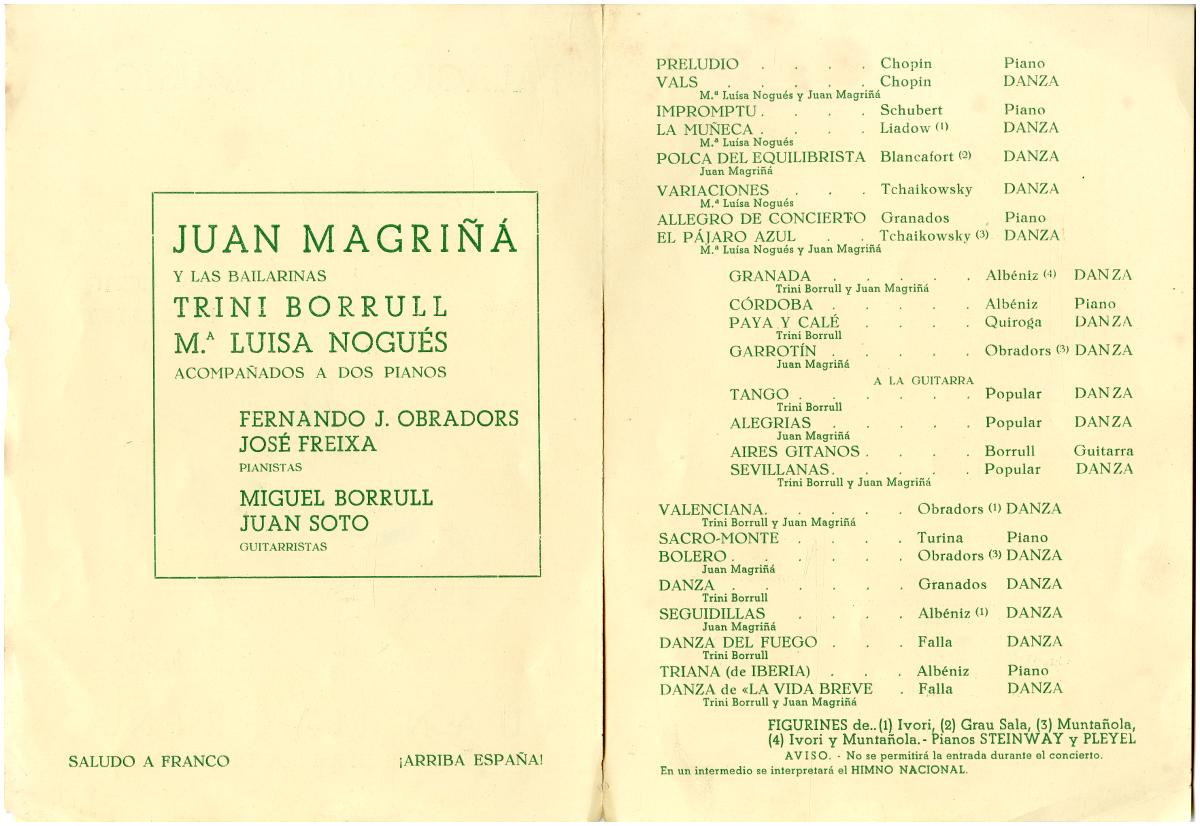 JUAN MAGRIÑÁ
Y LAS BAILARINAS
TRINI BORRULL
M.ª LUISA NOGUÉS
ACOMPAÑADOS A DOS PIANOS
FERNANDO J. OBRADORS
JOSÉ FREIXA
PIANISTAS
MIGUEL BORRULL
JUAN SOTO
GUITARRISTAS
SALUDO A FRANCO ¡ARRIBA ESPAÑA!
PRELUDIO . . . . Chopin Piano
VALS . . . . . Chopin DANZA
M.ª Luísa Nogués y Juan Magriñá
IMPROMPTU . . . . Schubert Piano
LA MUÑECA . . . . Liadow (1) DANZA
M.ª Luísa Nogués
POLCA DEL EQUILIBRISTA Blancafort (2) DANZA
Juan Magriñá
VARIACIONES . . . Tchaikowsky DANZA
M.ª Luísa Nogués
ALLEGRO DE CONCIERTO Granados Piano
EL PÁJARO AZUL . . Tchaikowsky (3) DANZA
M.ª Luísa Nogués y Juan Magriñá
GRANADA . . . . . Albéniz (4) DANZA
Trini Borrull y Juan Magriñá
CÓRDOBA . . . . . Albéniz Piano
PAYA Y CALÉ . . . Quiroga DANZA
Trini Borrull
GARROTÍN . . . . . Obradors (3) DANZA
Juan Magriñá
A LA GUITARRA
TANGO . . . . . . Popular DANZA
Trini Borrull
ALEGRIAS . . . . . Popular DANZA
Juan Magriñá
AIRES GITANOS . . . . Borrull Guitarra
SEVILLANAS . . . . . Popular DANZA
Trini Borrull y Juan Magriñá
VALENCIANA. . . . . Obradors (1) DANZA
Trini Borrull y Juan Magriñá
SACRO-MONTE . . . . Turina Piano
BOLERO . . . . . Obradors (3) DANZA
Juan Magriñá
DANZA . . . . . Granados DANZA
Trini Borrull
SEGUIDILLAS . . . . Albéniz (1) DANZA
Juan Magriñá
DANZA DEL FUEGO . . . Falla DANZA
Trini Borrull
TRIANA (de IBERIA) . . . Albéniz Piano
DANZA de «LA VIDA BREVE . Falla DANZA
Trini Borrull y Juan Magriñá
FIGURINES de..(1) Ivori, (2) Grau Sala, (3) Muntañola,
(4) Ivori y Muntañola.- Pianos STEINWAY y PLEYEL
AVISO. - No se permitirá la entrada durante el concierto.
En un intermedio se interpretará el HIMNO NACIONAL.